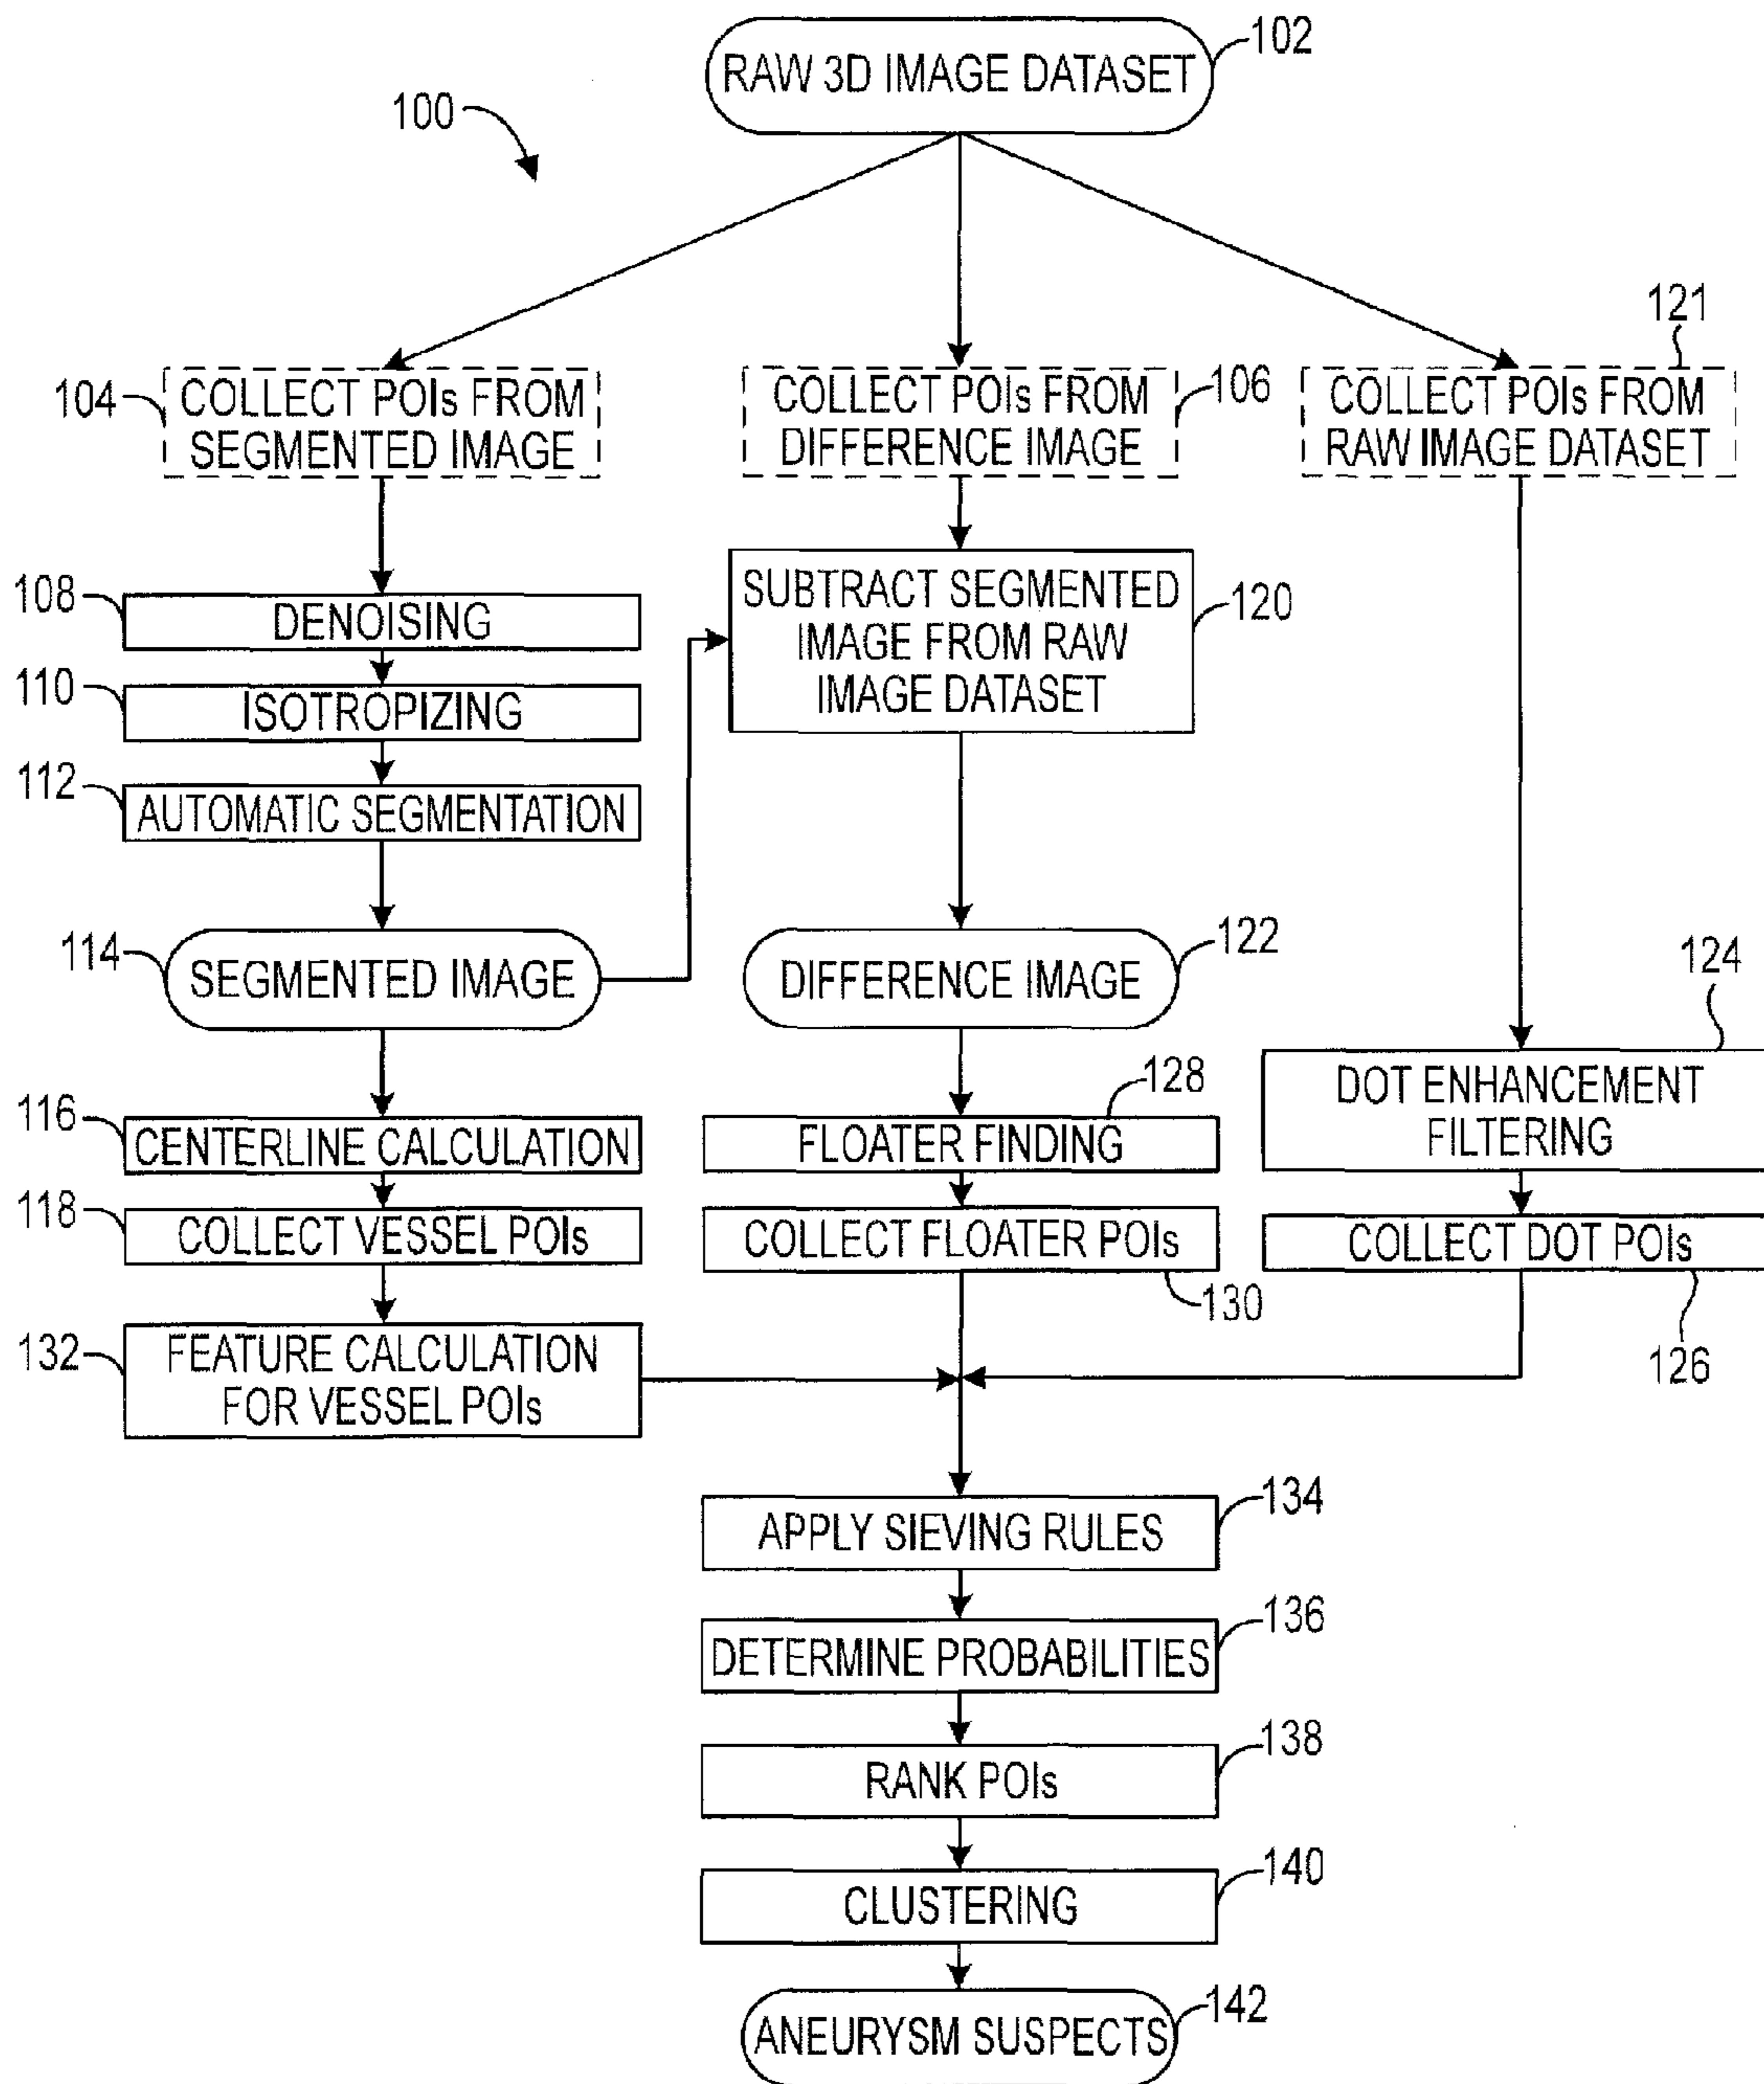 RAW 3D IMAGE DATASET
102
100
104
COLLECT POIs FROM
SEGMENTED IMAGE
COLLECT POIs FROM
DIFFERENCE IMAGE
106
121
COLLECT POIs FROM
RAW IMAGE DATASET
108
DENOISING
110
ISOTROPIZING
112
AUTOMATIC SEGMENTATION
SUBTRACT SEGMENTED
IMAGE FROM RAW
IMAGE DATASET
120
114
SEGMENTED IMAGE
DIFFERENCE IMAGE
122
124
DOT ENHANCEMENT
FILTERING
116
CENTERLINE CALCULATION
128
FLOATER FINDING
118
COLLECT VESSEL POIs
COLLECT FLOATER POIs
130
COLLECT DOT POIs
126
132
FEATURE CALCULATION
FOR VESSEL POIs
APPLY SIEVING RULES
134
DETERMINE PROBABILITIES
136
RANK POIs
138
CLUSTERING
140
ANEURYSM SUSPECTS
142